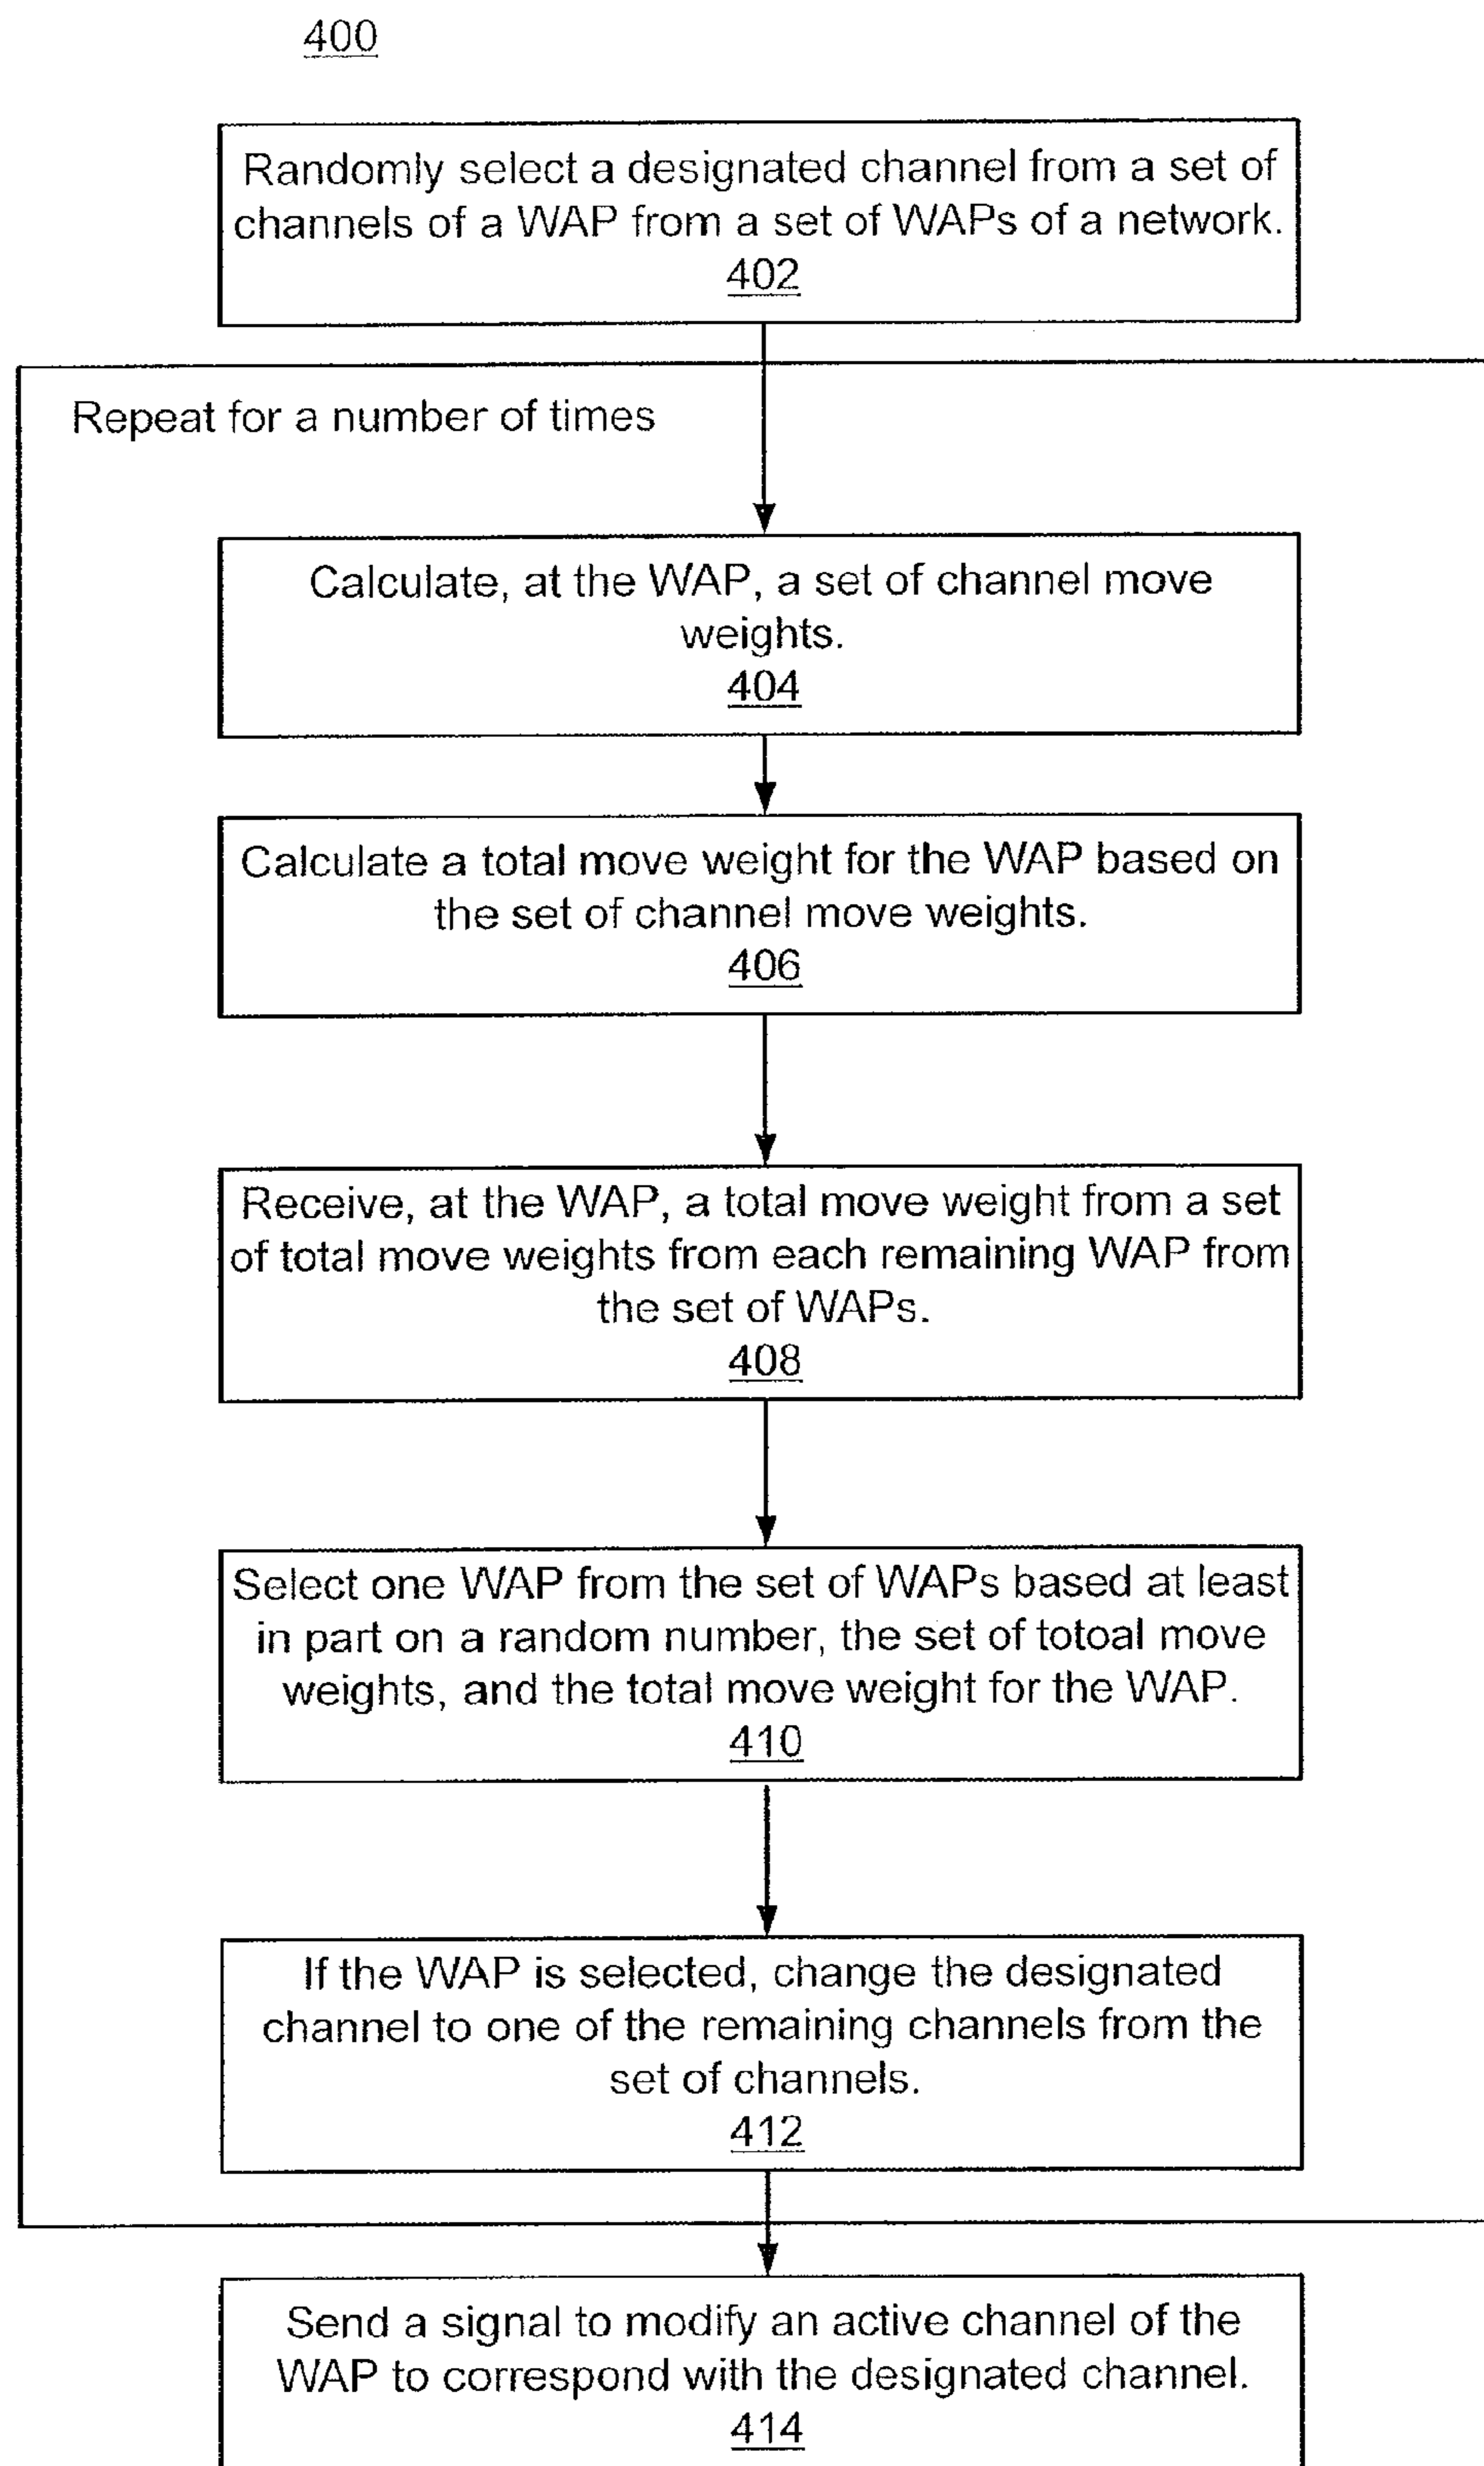 400
Randomly select a designated channel from a set of
channels of a WAP from a set of WAPs of a network.
402
Repeat for a number of times
Calculate, at the WAP, a set of channel move
weights.
404
Calculate a total move weight for the WAP based on
the set of channel move weights.
406
Receive, at the WAP, a total move weight from a set
of total move weights from each remaining WAP from
the set of WAPs.
408
Select one WAP from the set of WAPs based at least
in part on a random number, the set of totoal move
weights, and the total move weight for the WAP.
410
If the WAP is selected, change the designated
channel to one of the remaining channels from the
set of channels.
412
Send a signal to modify an active channel of the
WAP to correspond with the designated channel.
414